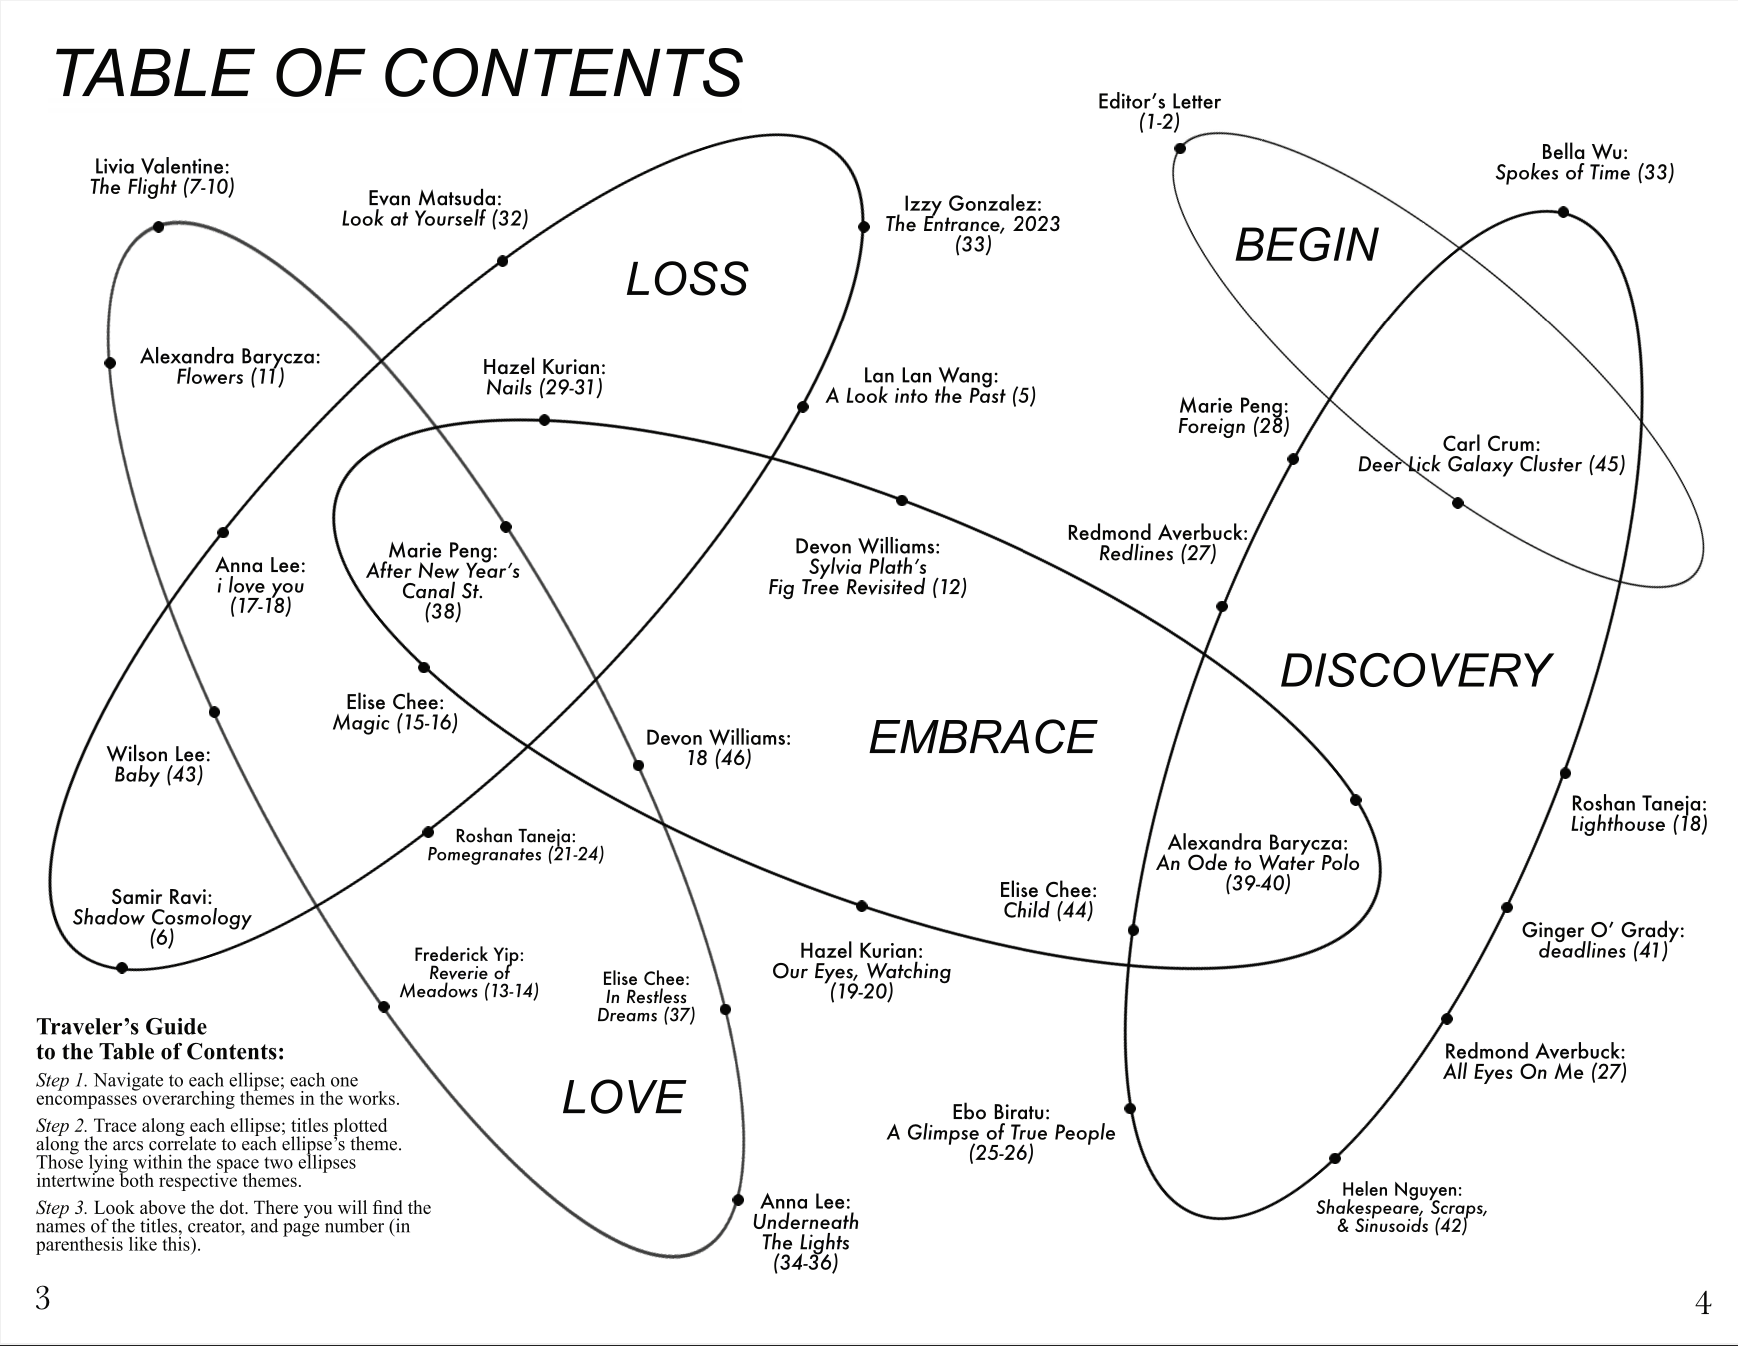 TABLE OF CONTENTS
Editor’s Letter
(1-2)
Bella Wu:
Spokes of Time (33)
Livia Valentine:
The Flight (7-10)
Evan Matsuda:
Look at Yourself (32)
Izzy Gonzalez:
The Entrance, 2023
(33)
BEGIN
LOSS
Alexandra Barycza:
Flowers (11)
Hazel Kurian:
Nails (29-31)
Lan Lan Wang:
A Look into the Past (5)
Marie Peng:
Foreign (28)
Carl Crum:
Deer Lick Galaxy Cluster (45)
Anna Lee:
i love you
(17-18)
Marie Peng:
After New Year’s
Canal St.
(38)
Devon Williams:
Sylvia Plath’s
Fig Tree Revisited (12)
Redmond Averbuck:
Redlines (27)
DISCOVERY
Elise Chee:
Magic (15-16)
EMBRACE
Wilson Lee:
Baby (43)
Devon Williams:
18 (46)
Roshan Taneja:
Lighthouse (18)
Roshan Taneja:
Pomegranates (21-24)
Alexandra Barycza:
An Ode to Water Polo
(39-40)
Samir Ravi:
Shadow Cosmology
(6)
Elise Chee:
Child (44)
Ginger O’ Grady:
deadlines (41)
Frederick Yip:
Reverie of
Meadows (13-14)
Elise Chee:
In Restless
Dreams (37)
Hazel Kurian:
Our Eyes, Watching
(19-20)
Redmond Averbuck:
All Eyes On Me (27)
LOVE
Ebo Biratu:
A Glimpse of True People
(25-26)
Helen Nguyen:
Shakespeare, Scraps,
& Sinusoids (42)
Anna Lee:
Underneath
The Lights
(34-36)
Traveler’s Guide
to the Table of Contents:
Step 1. Navigate to each ellipse; each one
encompasses overarching themes in the works.
Step 2. Trace along each ellipse; titles plotted
along the arcs correlate to each ellipse’s theme.
Those lying within the space two ellipses
intertwine both respective themes.
Step 3. Look above the dot. There you will find the
names of the titles, creator, and page number (in
parenthesis like this).
3
4